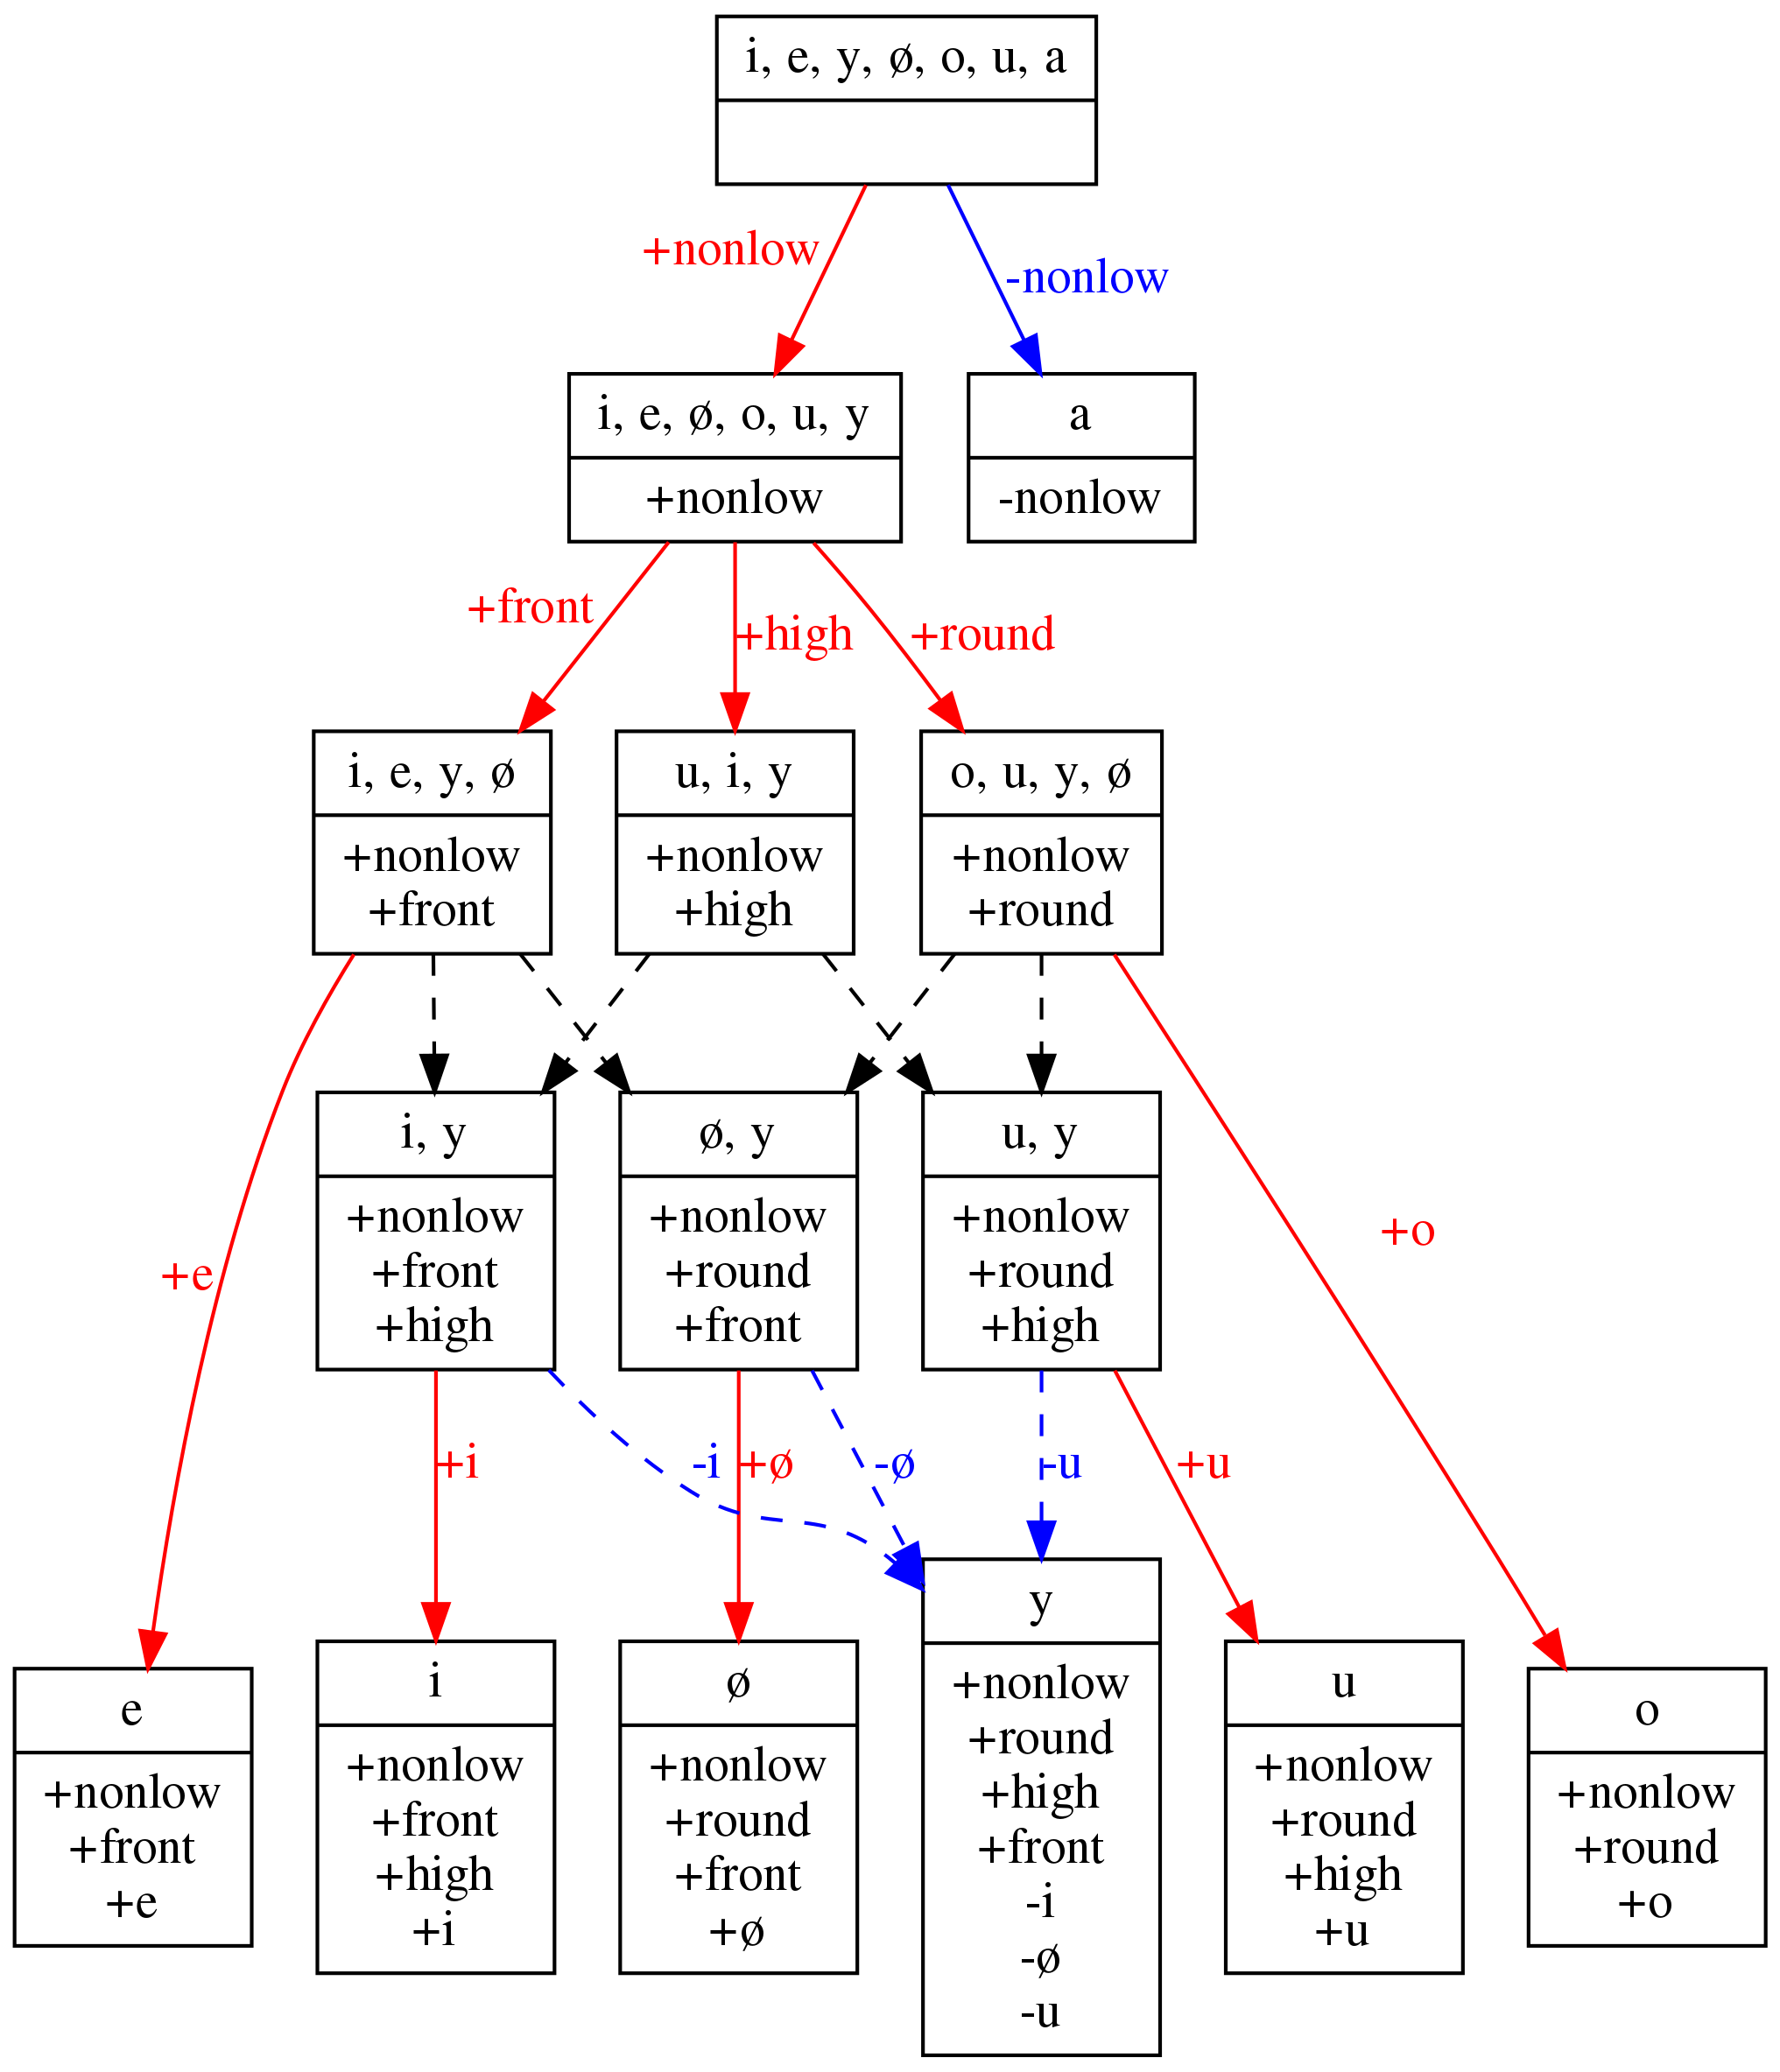 i, e, y, ø, o, u, a
+nonlow
-nonlow
i, e, ø, o, u, y
+nonlow
a
-nonlow
+front
+high
+round
i, e, y, ø
+nonlow
+front
u, i, y
+nonlow
+high
o, u, y, ø
+nonlow
+round
i, y
+nonlow
+front
+high
ø, y
+nonlow
+round
+front
u, y
+nonlow
+round
+high
+e
+o
+i
-i
+ø
-ø
-u
+u
e
+nonlow
+front
+e
i
+nonlow
+front
+high
+i
ø
+nonlow
+round
+front
+ø
y
+nonlow
+round
+high
+front
-i
-ø
-u
u
+nonlow
+round
+high
+u
o
+nonlow
+round
+o